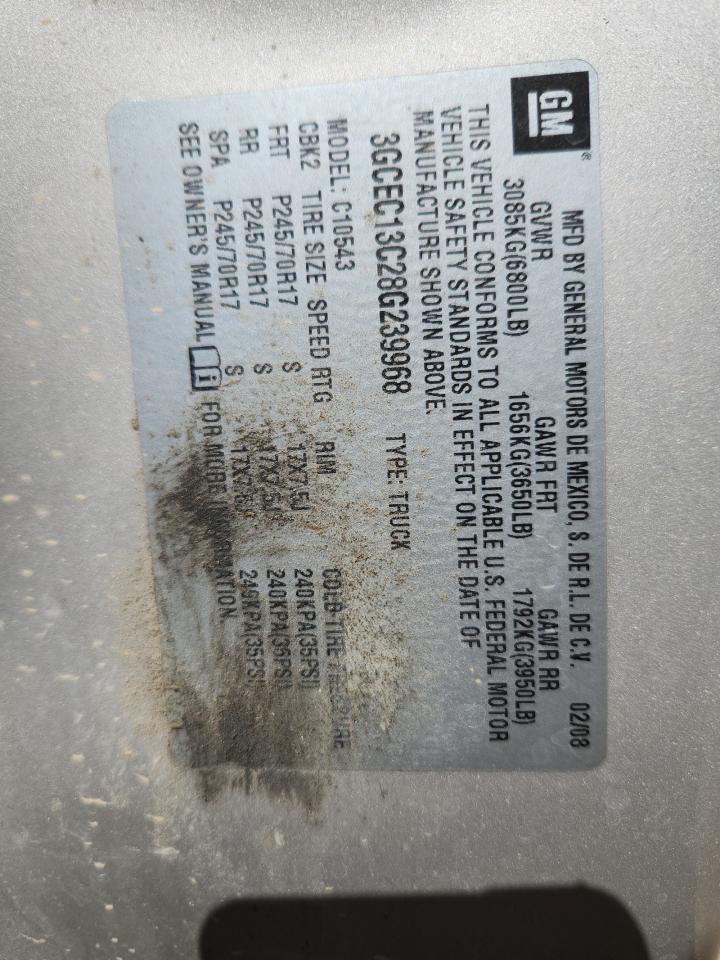 GM®
MFD BY GENERAL MOTORS DE MEXICO, S. DE R.L. DE C.V. 02/08
GVWR GAWR FRT GAWR RR
3085KG(6800LB) 1656KG(3650LB) 1792KG(3950LB)
THIS VEHICLE CONFORMS TO ALL APPLICABLE U.S. FEDERAL MOTOR
VEHICLE SAFETY STANDARDS IN EFFECT ON THE DATE OF
MANUFACTURE SHOWN ABOVE.
3GCEC13C28G239968 TYPE: TRUCK
MODEL: C10543
CBK2 TIRE SIZE SPEED RTG RIM COLD TIRE PRESSURE
FRT P245/70R17 S 17X7.5J 240KPA(35PSI)
RR P245/70R17 S 17X7.5J 240KPA(35PSI)
SPA P245/70R17 S 17X7.5J 240KPA(35PSI)
SEE OWNER'S MANUAL FOR MORE INFORMATION.